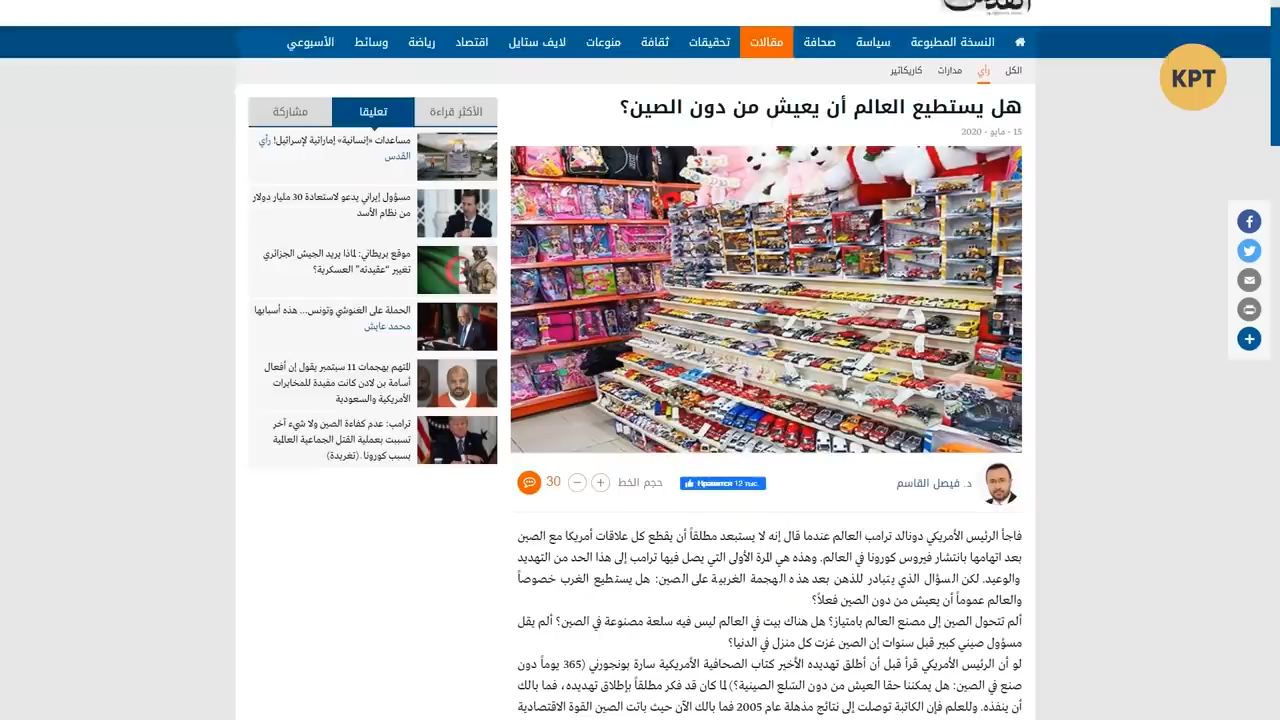 النسخة المطبوعة
سياسة
صحافة
مقالات
تحقيقات
ثقافة
منوعات
لايف ستايل
اقتصاد
رياضة
وسائط
الأسبوعي
الكل
رأي
مدارات
كاريكاتير
KPT
هل يستطيع العالم أن يعيش من دون الصين؟
15 - مايو - 2020
د. فيصل القاسم
Нравится 12 тыс.
حجم الخط
30
فاجأ الرئيس الأمريكي دونالد ترامب العالم عندما قال إنه لا يستبعد مطلقاً أن يقطع كل علاقات أمريكا مع الصين
بعد اتهامها بانتشار فيروس كورونا في العالم. وهذه هي المرة الأولى التي يصل فيها ترامب إلى هذا الحد من التهديد
والوعيد. لكن السؤال الذي يتبادر للذهن بعد هذه الهجمة الغربية على الصين: هل يستطيع الغرب خصوصاً
والعالم عموماً أن يعيش من دون الصين فعلاً؟
ألم تتحول الصين إلى مصنع العالم بامتياز؟ هل هناك بيت في العالم ليس فيه سلعة مصنوعة في الصين؟ ألم يقل
مسؤول صيني كبير قبل سنوات إن الصين غزت كل منزل في الدنيا؟
لو أن الرئيس الأمريكي قرأ قبل أن أطلق تهديده الأخير كتاب الصحافية الأمريكية سارة بونجورني (365 يوماً دون
صنع في الصين: هل يمكننا حقا العيش من دون السّلع الصينية؟) لما كان قد فكر مطلقاً بإطلاق تهديده، فما بالك
أن ينفذه. وللعلم فإن الكاتبة توصلت إلى نتائج مذهلة عام 2005 فما بالك الآن حيث باتت الصين القوة الاقتصادية
الأكثر قراءة
تعليقا
مشاركة
مساعدات «إنسانية» إماراتية لإسرائيل! رأي
القدس
مسؤول إيراني يدعو لاستعادة 30 مليار دولار
من نظام الأسد
موقع بريطاني: لماذا يريد الجيش الجزائري
تغيير “عقيدته” العسكرية؟
الحملة على الغنوشي وتونس... هذه أسبابها
محمد عايش
المتهم بهجمات 11 سبتمبر يقول إن أفعال
أسامة بن لادن كانت مفيدة للمخابرات
الأمريكية والسعودية
ترامب: عدم كفاءة الصين ولا شيء آخر
تسببت بعملية القتل الجماعية العالمية
بسبب كورونا .(تغريدة)